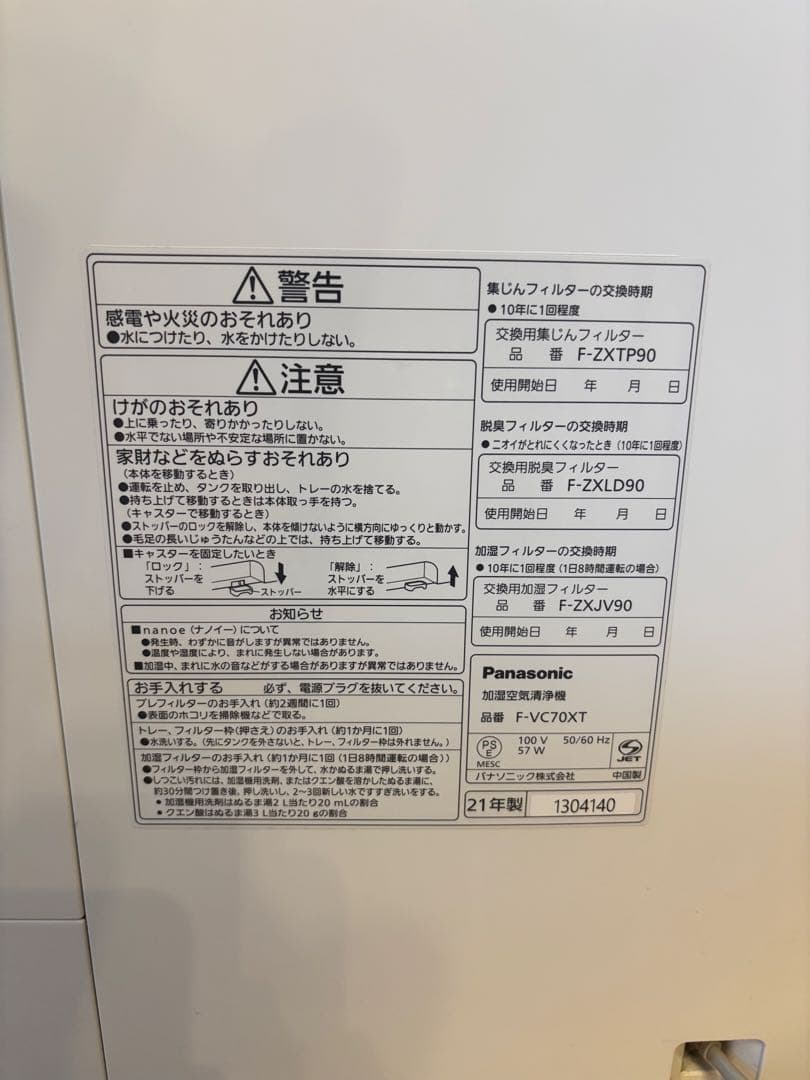 ⚠警告
感電や火災のおそれあり
●水につけたり、水をかけたりしない。
⚠注意
けがのおそれあり
●上に乗ったり、寄りかかったりしない。
●水平でない場所や不安定な場所に置かない。
家財などをぬらすおそれあり
(本体を移動するとき)
●運転を止め、タンクを取り出し、トレーの水を捨てる。
●持ち上げて移動するときは本体取っ手を持つ。
(キャスターで移動するとき)
●ストッパーのロックを解除し、本体を傾けないように横方向にゆっくりと動かす。
●毛足の長いじゅうたんなどの上では、持ち上げて移動する。
■キャスターを固定したいとき
「ロック」:
ストッパーを
下げる
ストッパー
「解除」:
ストッパーを
水平にする
お知らせ
■nanoe(ナノイー)について
●発生時、わずかに音がしますが異常ではありません。
●温度や湿度により、まれに発生しない場合があります。
■加湿中、まれに水の音などがする場合がありますが異常ではありません。
お手入れする 必ず、電源プラグを抜いてください。
プレフィルターのお手入れ(約2週間に1回)
●表面のホコリを掃除機などで取る。
トレー、フィルター枠(押さえ)のお手入れ(約1か月に1回)
●水洗いする。(先にタンクを外さないと、トレー、フィルター枠は外れません。)
加湿フィルターのお手入れ(約1か月に1回(1日8時間運転の場合))
●フィルター枠から加湿フィルターを外して、水かぬるま湯で押し洗いする。
●しつこい汚れには、加湿機用洗剤、またはクエン酸を溶かしたぬるま湯に、
約30分間つけ置き後、押し洗いし、2~3回新しい水ですすぎ洗いをする。
• 加湿機用洗剤はぬるま湯2 L当たり20 mLの割合
• クエン酸はぬるま湯3 L当たり20 gの割合
集じんフィルターの交換時期
● 10年に1回程度
交換用集じんフィルター
品 番 F-ZXTP90
使用開始日 年 月 日
脱臭フィルターの交換時期
● ニオイがとれにくくなったとき(10年に1回程度)
交換用脱臭フィルター
品 番 F-ZXLD90
使用開始日 年 月 日
加湿フィルターの交換時期
● 10年に1回程度(1日8時間運転の場合)
交換用加湿フィルター
品 番 F-ZXJV90
使用開始日 年 月 日
Panasonic
加湿空気清浄機
品番 F-VC70XT
PS
E
MESC
100 V 50/60 Hz
57 W
JET
パナソニック株式会社 中国製
21年製 1304140